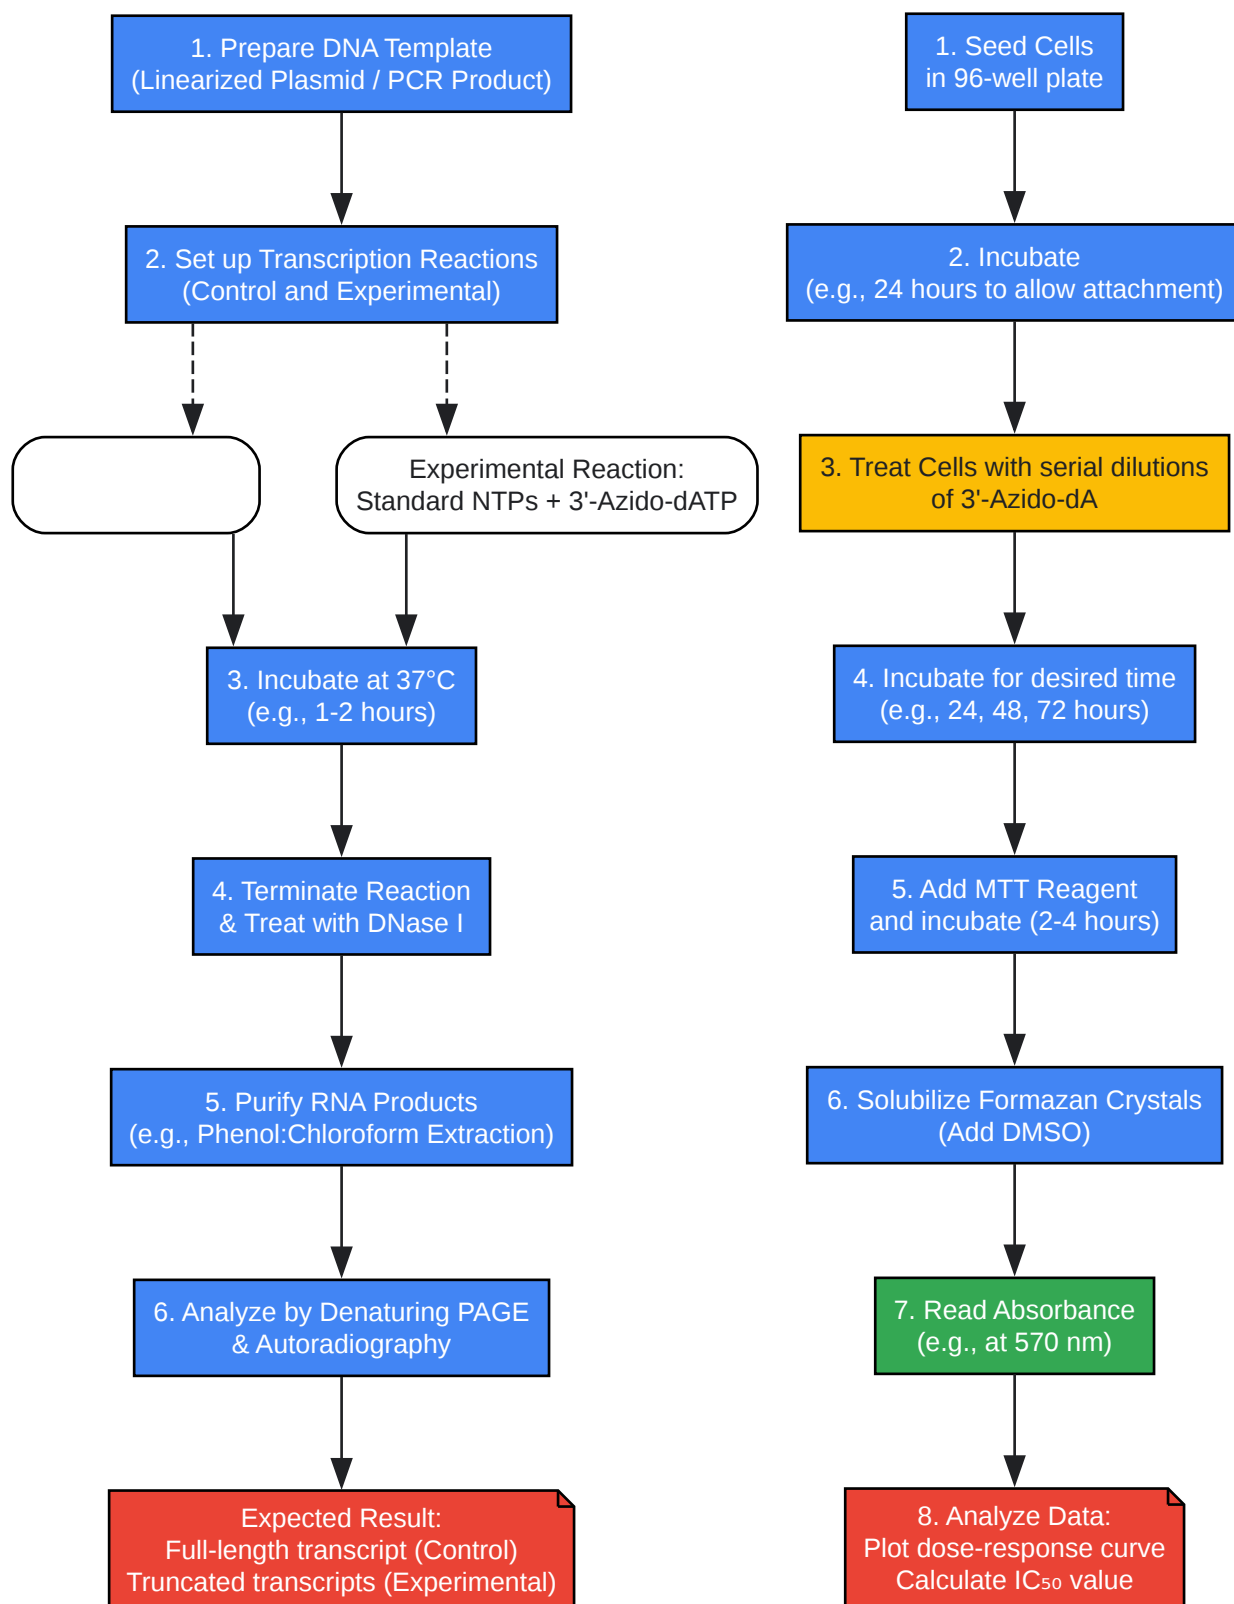 1. Prepare DNA Template
(Linearized Plasmid / PCR Product)
2. Set up Transcription Reactions
(Control and Experimental)
Experimental Reaction:
Standard NTPs + 3'-Azido-dATP
3. Incubate at 37°C
(e.g., 1-2 hours)
4. Terminate Reaction
& Treat with DNase I
5. Purify RNA Products
(e.g., Phenol:Chloroform Extraction)
6. Analyze by Denaturing PAGE
& Autoradiography
Expected Result:
Full-length transcript (Control)
Truncated transcripts (Experimental)
1. Seed Cells
in 96-well plate
2. Incubate
(e.g., 24 hours to allow attachment)
3. Treat Cells with serial dilutions
of 3'-Azido-dA
4. Incubate for desired time
(e.g., 24, 48, 72 hours)
5. Add MTT Reagent
and incubate (2-4 hours)
6. Solubilize Formazan Crystals
(Add DMSO)
7. Read Absorbance
(e.g., at 570 nm)
8. Analyze Data:
Plot dose-response curve
Calculate IC₅₀ value